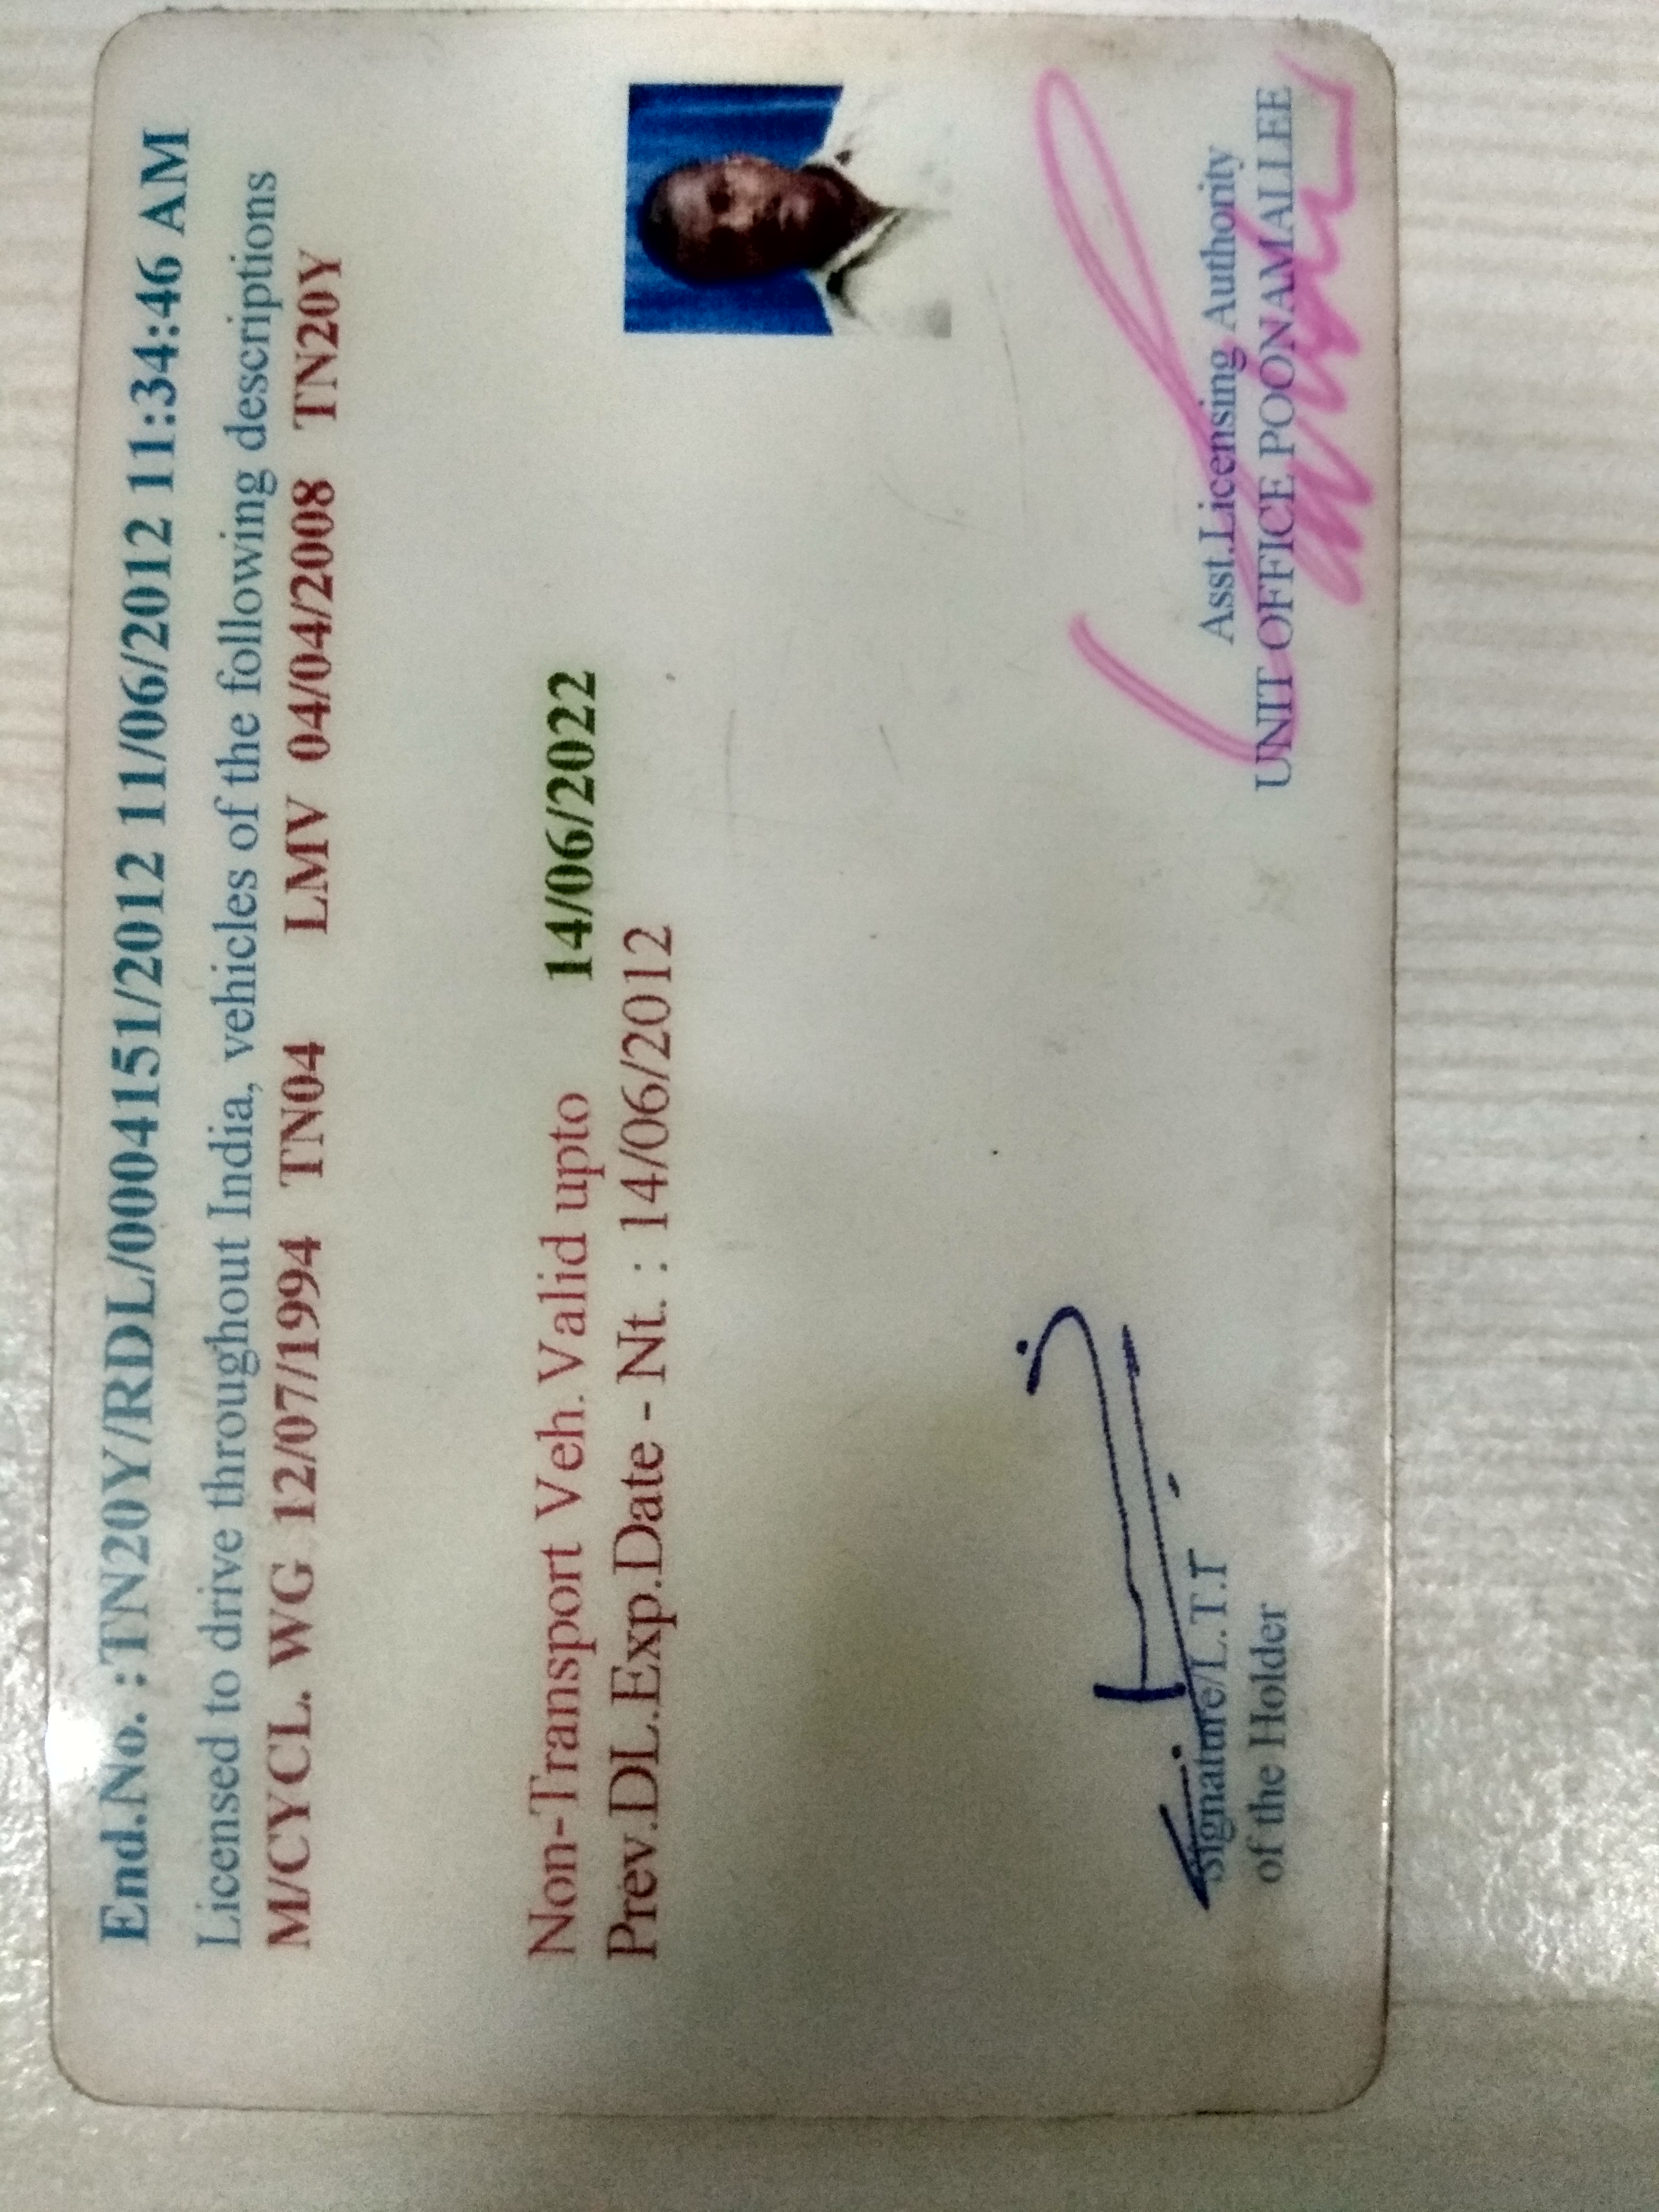 End.No. :TN20Y/RDL/0004151/2012 11/06/2012 11:34:46 AM
Licensed to drive throughout India, vehicles of the following descriptions
M/CYCL. WG 12/07/1994 TN04 LMV 04/04/2008 TN20Y
Non-Transport Veh. Valid upto 14/06/2022
Prev.DL.Exp.Date - Nt. : 14/06/2012
Signature/L.T.I
of the Holder
Asst.Licensing Authority
UNIT OFFICE POONAMALLEE